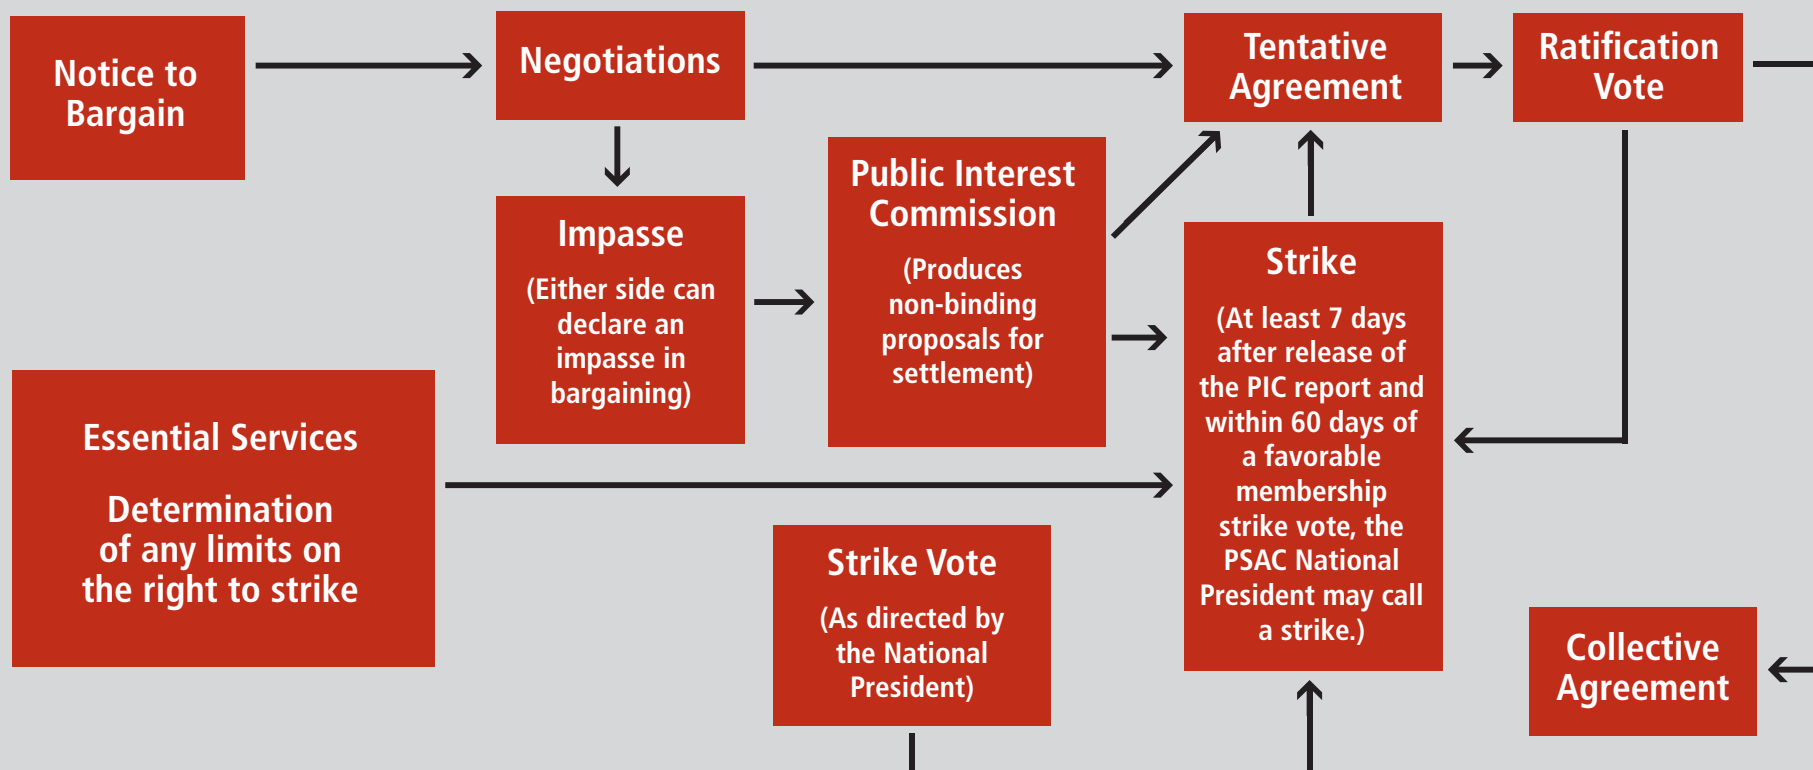 Notice to
Bargain
Negotiations
Tentative
Agreement
Ratification
Vote
Impasse
(Either side can
declare an
impasse in
bargaining)
Public Interest
Commission
(Produces
non-binding
proposals for
settlement)
Strike
(At least 7 days
after release of
the PIC report and
within 60 days of
a favorable
membership
strike vote, the
PSAC National
President may call
a strike.)
Essential Services
Determination
of any limits on
the right to strike
Strike Vote
(As directed by
the National
President)
Collective
Agreement